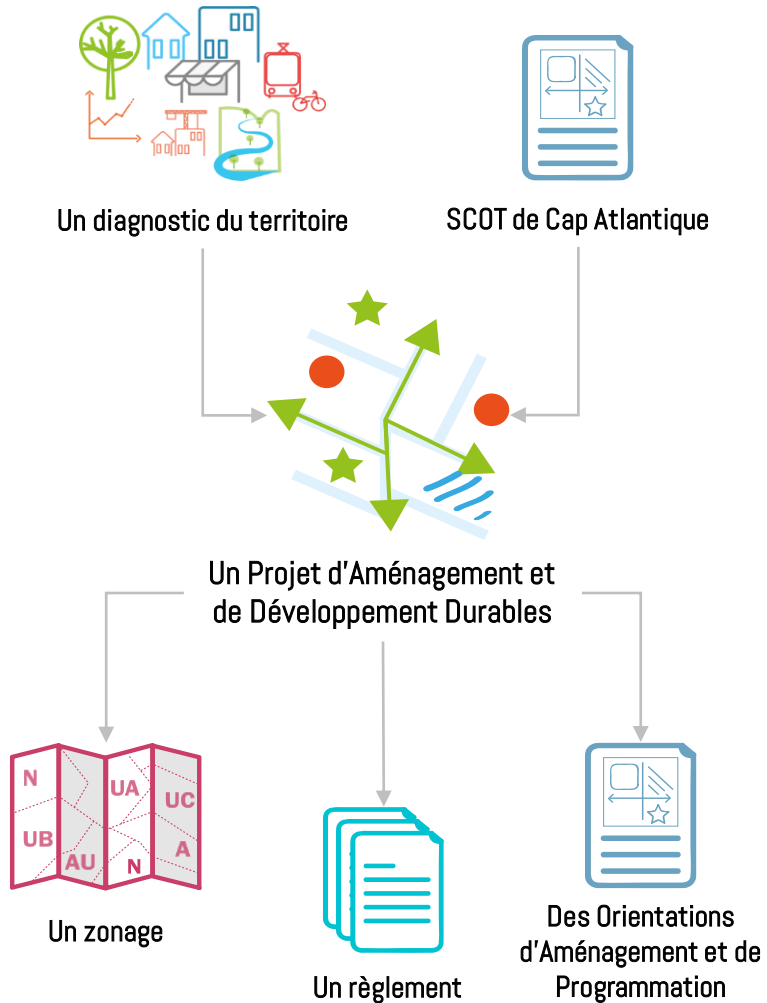 Un diagnostic du territoire
SCOT de Cap Atlantique
Un Projet d'Aménagement et
de Développement Durables
N
UA
UC
UB
AU
N
A
Un zonage
Un règlement
Des Orientations
d'Aménagement et de
Programmation